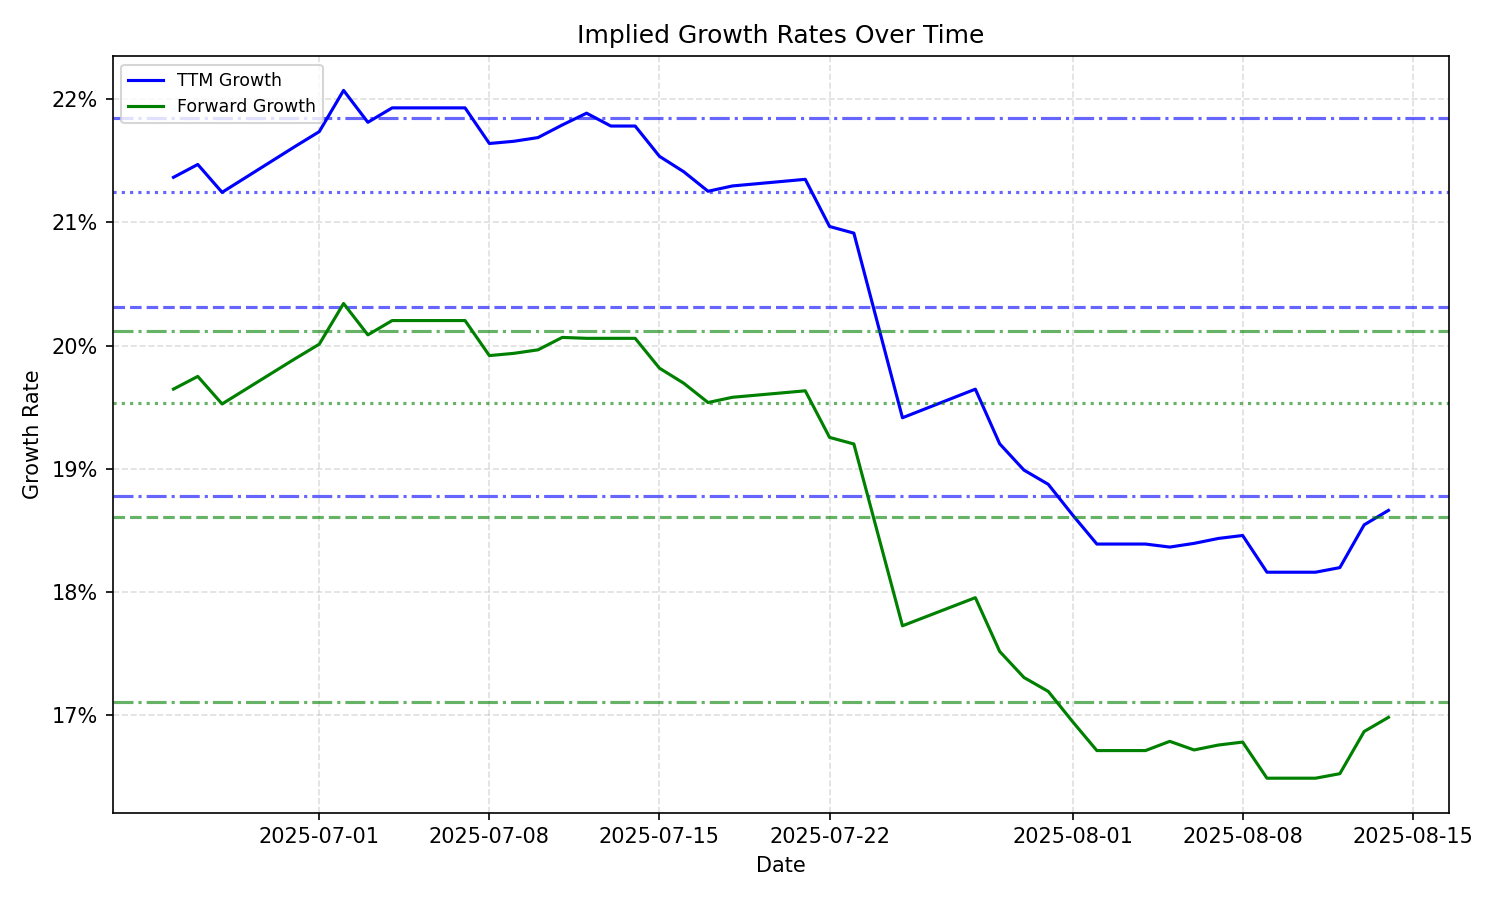 Implied Growth Rates Over Time
TTM Growth
Forward Growth
22%
21%
20%
19%
18%
17%
Growth Rate
2025-07-01
2025-07-08
2025-07-15
2025-07-22
2025-08-01
2025-08-08
2025-08-15
Date